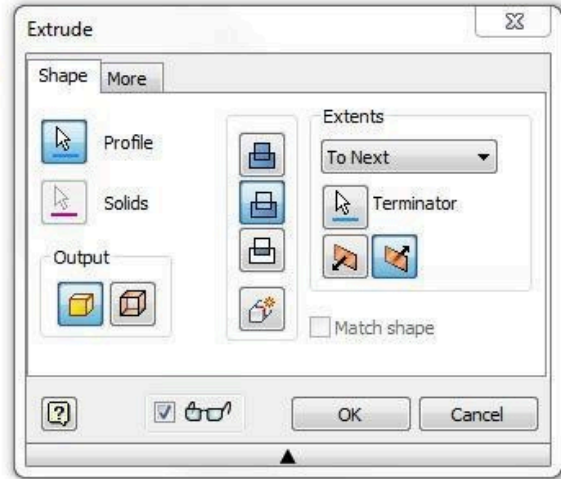 Extrude
Shape
More
Profile
Solids
Output
Extents
To Next
Terminator
Match shape
?
OK
Cancel